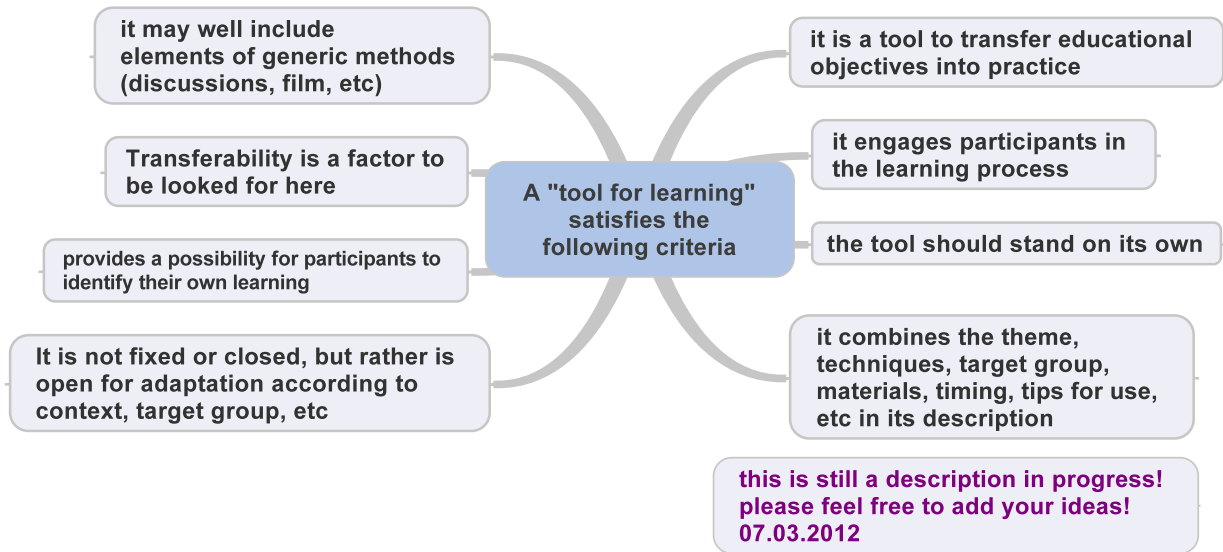 it may well include
elements of generic methods
(discussions, film, etc)
Transferability is a factor to
be looked for here
provides a possibility for participants to
identify their own learning
It is not fixed or closed, but rather is
open for adaptation according to
context, target group, etc
A "tool for learning"
satisfies the
following criteria
it is a tool to transfer educational
objectives into practice
it engages participants in
the learning process
the tool should stand on its own
it combines the theme,
techniques, target group,
materials, timing, tips for use,
etc in its description
this is still a description in progress!
please feel free to add your ideas!
07.03.2012